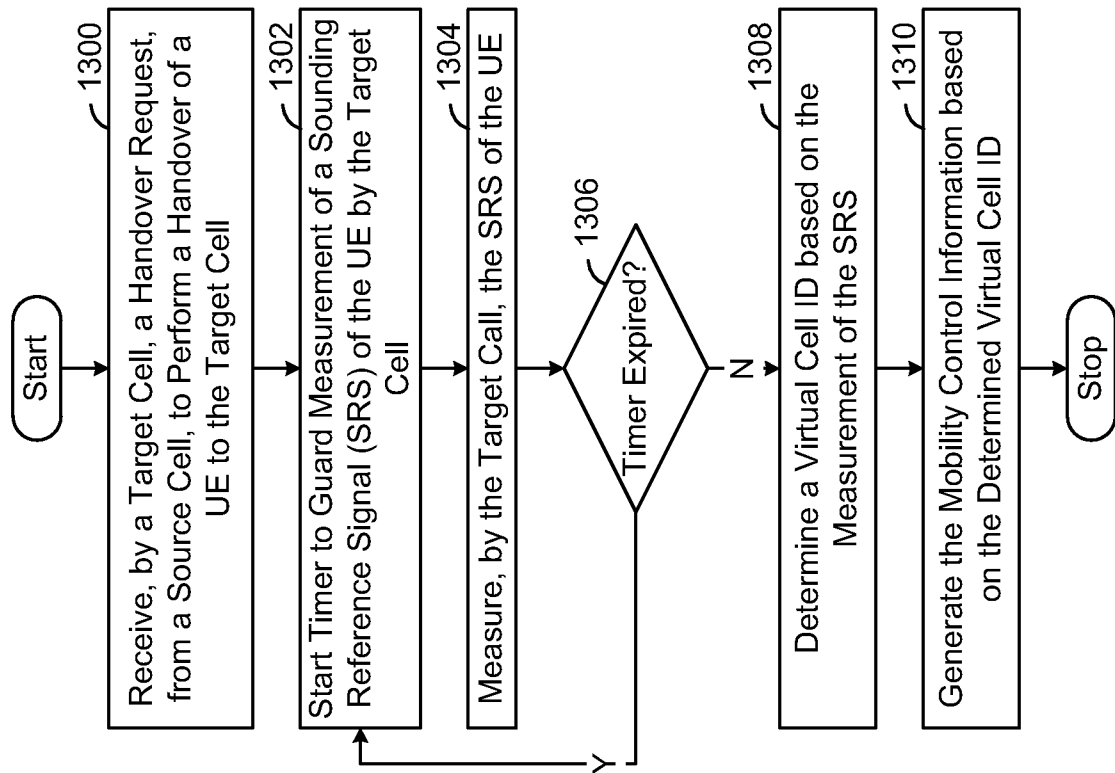 Start
1300
Receive, by a Target Cell, a Handover Request,
from a Source Cell, to Perform a Handover of a
UE to the Target Cell
1302
Start Timer to Guard Measurement of a Sounding
Reference Signal (SRS) of the UE by the Target
Cell
1304
Measure, by the Target Call, the SRS of the UE
1306
Timer Expired?
Y
N
1308
Determine a Virtual Cell ID based on the
Measurement of the SRS
1310
Generate the Mobility Control Information based
on the Determined Virtual Cell ID
Stop